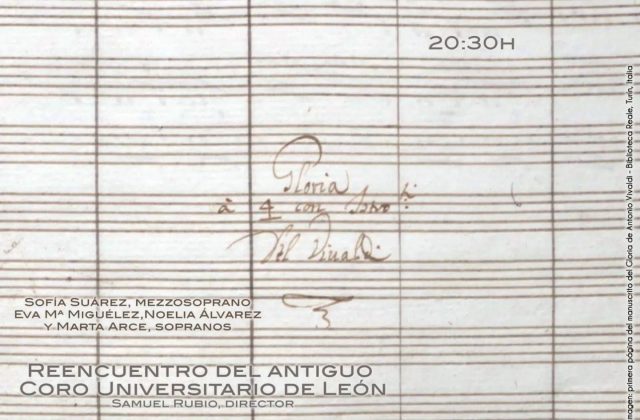 20:30H
Gloria
à 4 con Istroti:
Del Vivaldi
Sofía Suárez, mezzosoprano
Eva Mª Miguélez,Noelia Álvarez
y Marta Arce, sopranos
Reencuentro del antiguo
Coro Universitario de León
Samuel Rubio, director
agen: primera página del manuscrito del Gloria de Antonio Vivaldi - Biblioteca Reale, Turín, Italia